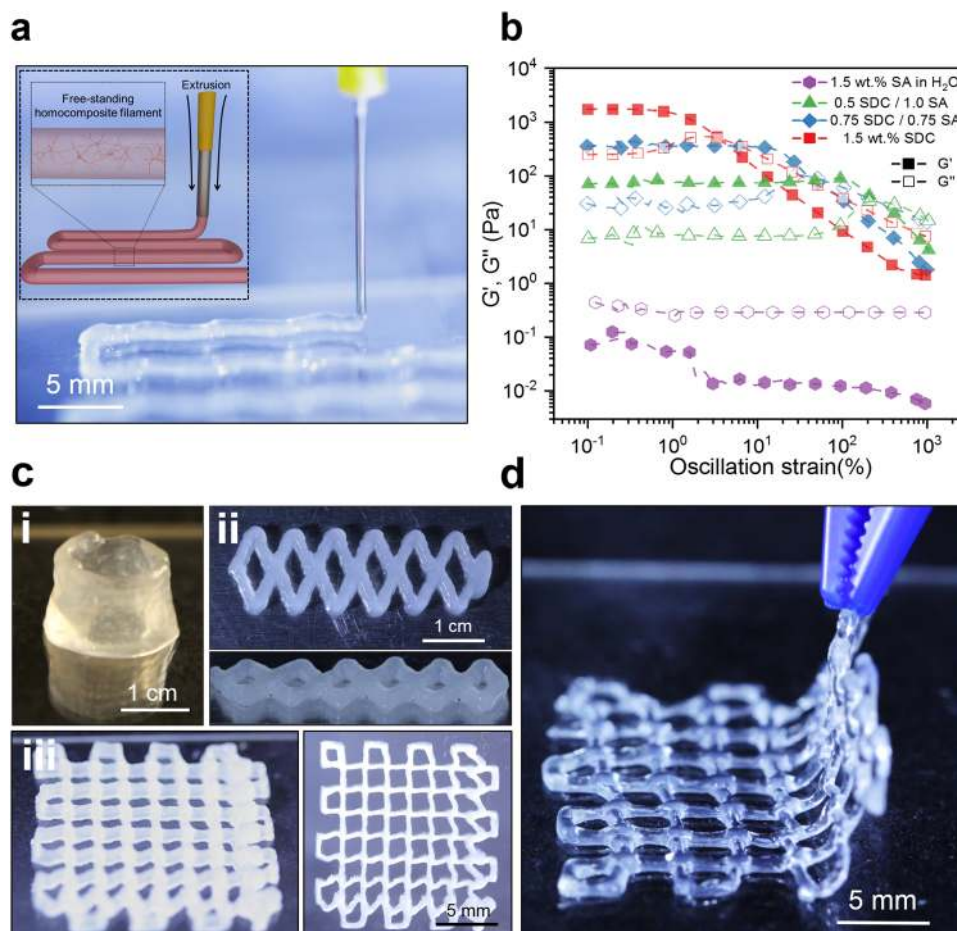 a
Free-standing
homocomposite filament
Extrusion
5 mm
b
G', G'' (Pa)
10⁴
10³
10²
10¹
10⁰
10⁻¹
10⁻²
1.5 wt.% SA in H₂O
0.5 SDC / 1.0 SA
0.75 SDC / 0.75 SA
1.5 wt.% SDC
G'
G''
10⁻¹
10⁰
10¹
10²
10³
Oscillation strain(%)
c
i
1 cm
ii
1 cm
iii
5 mm
d
5 mm